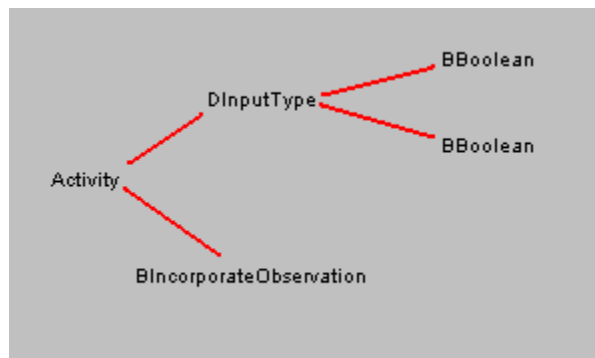 BBoolean
DInputType
BBoolean
Activity
BIncorporateObservation